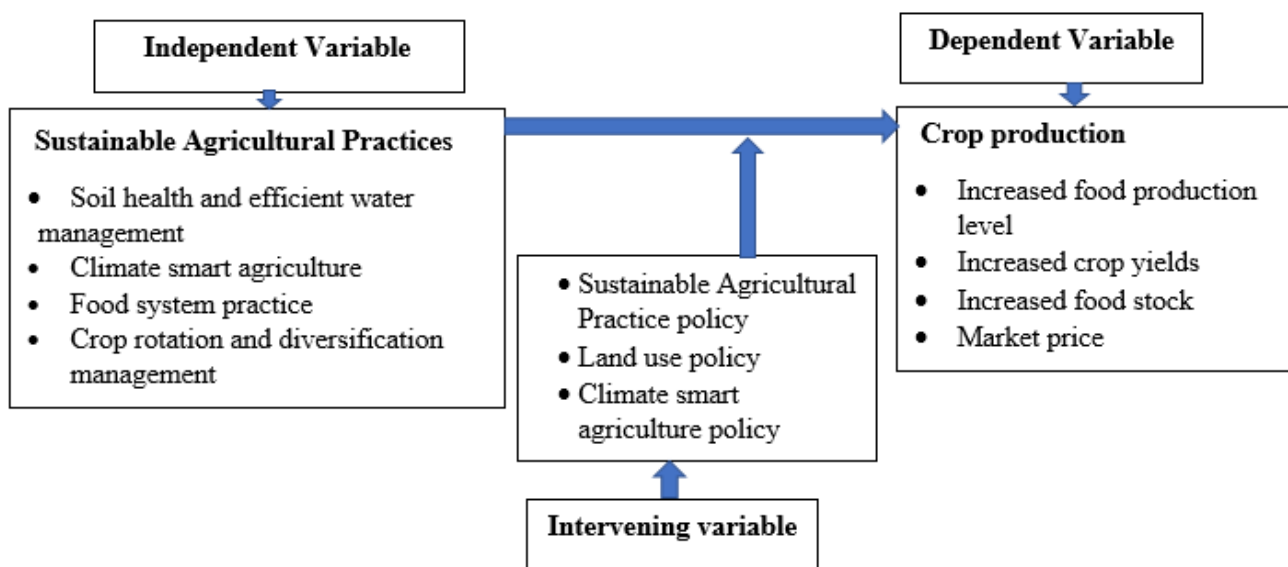 Independent Variable
Sustainable Agricultural Practices
• Soil health and efficient water
management
• Climate smart agriculture
• Food system practice
• Crop rotation and diversification
management
Dependent Variable
Crop production
• Increased food production
level
• Increased crop yields
• Increased food stock
• Market price
• Sustainable Agricultural
Practice policy
• Land use policy
• Climate smart
agriculture policy
Intervening variable